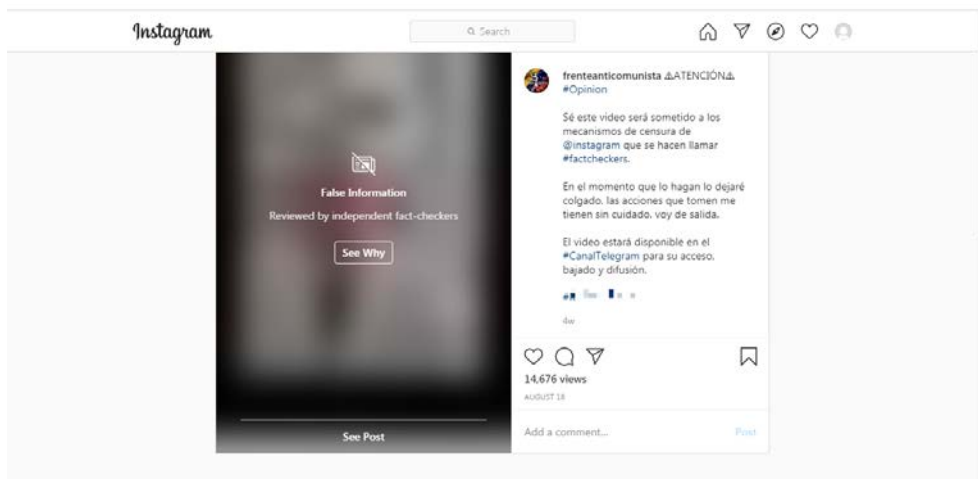 Instagram
Search
False Information
Reviewed by independent fact-checkers
See Why
See Post
frenteanticomunista ⚠ATENCIÓN⚠
#Opinion
Sé este video será sometido a los
mecanismos de censura de
@instagram que se hacen llamar
#factcheckers.
En el momento que lo hagan lo dejaré
colgado, las acciones que tomen me
tienen sin cuidado, voy de salida.
El video estará disponible en el
#CanalTelegram para su acceso,
bajado y difusión.
4w
14,676 views
AUGUST 18
Add a comment...
Post